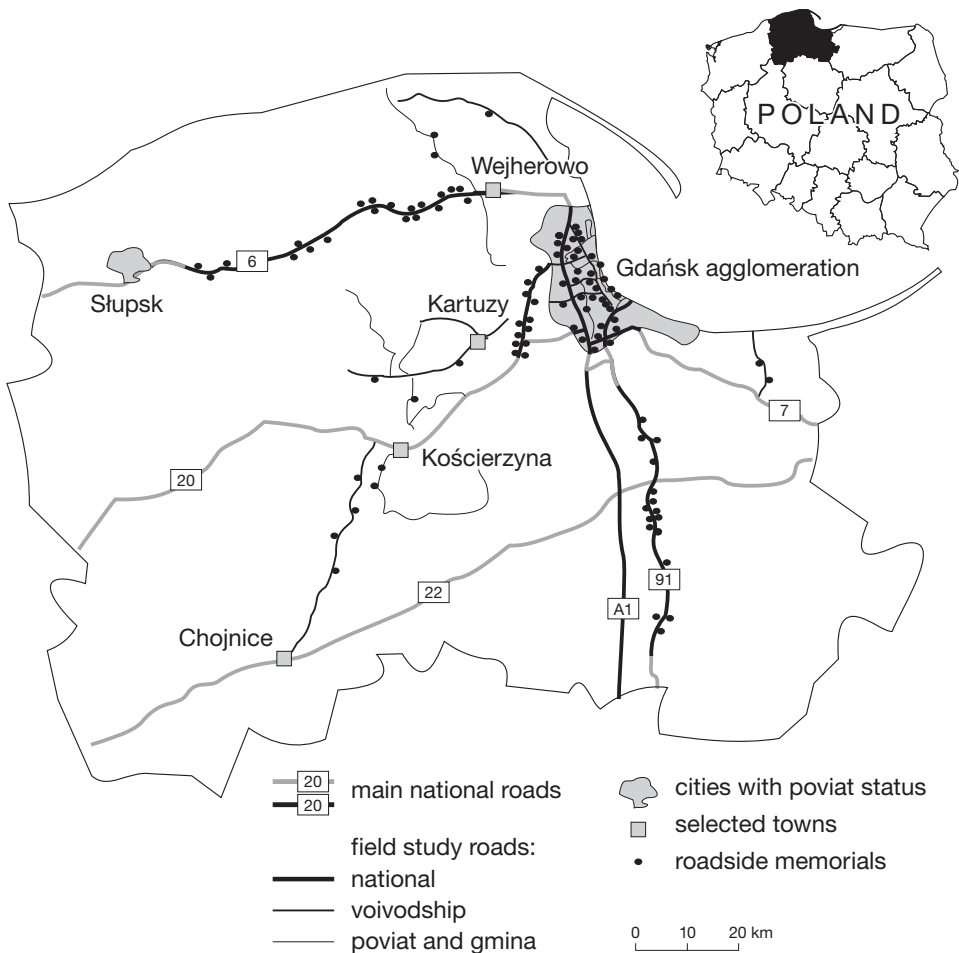 POLAND
Wejherowo
Gdańsk agglomeration
6
Słupsk
Kartuzy
7
Kościerzyna
20
22
91
A1
Chojnice
20
20
main national roads
field study roads:
national
voivodship
poviat and gmina
cities with poviat status
selected towns
roadside memorials
0 10 20 km